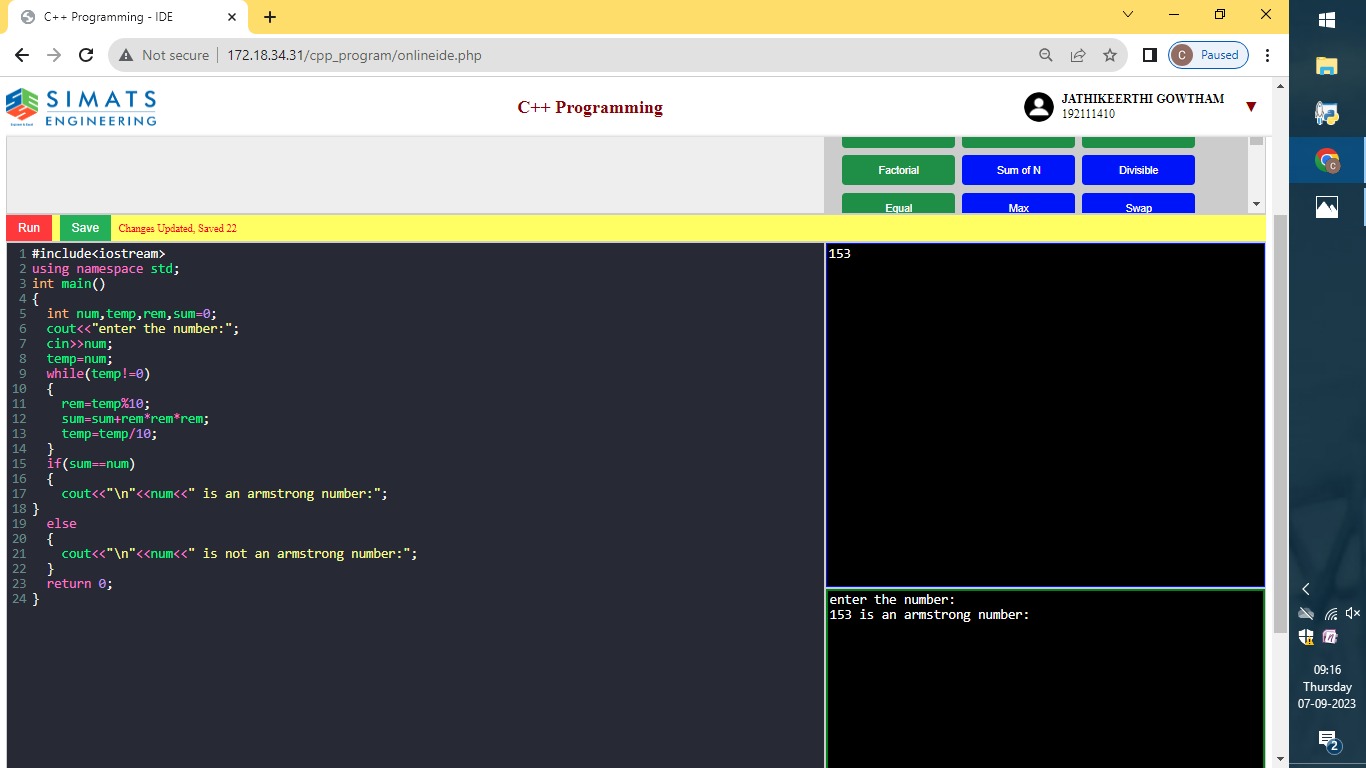 C++ Programming - IDE
Not secure 172.18.34.31/cpp_program/onlineide.php
C Paused
SIMATS
ENGINEERING
C++ Programming
JATHIKEERTHI GOWTHAM
192111410
Factorial Sum of N Divisible
Equal Max Swap
Run Save Changes Updated, Saved 22
1 #include<iostream>
2 using namespace std;
3 int main()
4 {
5 int num,temp,rem,sum=0;
6 cout<<"enter the number:";
7 cin>>num;
8 temp=num;
9 while(temp!=0)
10 {
11 rem=temp%10;
12 sum=sum+rem*rem*rem;
13 temp=temp/10;
14 }
15 if(sum==num)
16 {
17 cout<<"\n"<<num<<" is an armstrong number:";
18 }
19 else
20 {
21 cout<<"\n"<<num<<" is not an armstrong number:";
22 }
23 return 0;
24 }
153
enter the number:
153 is an armstrong number:
C
09:16
Thursday
07-09-2023
2